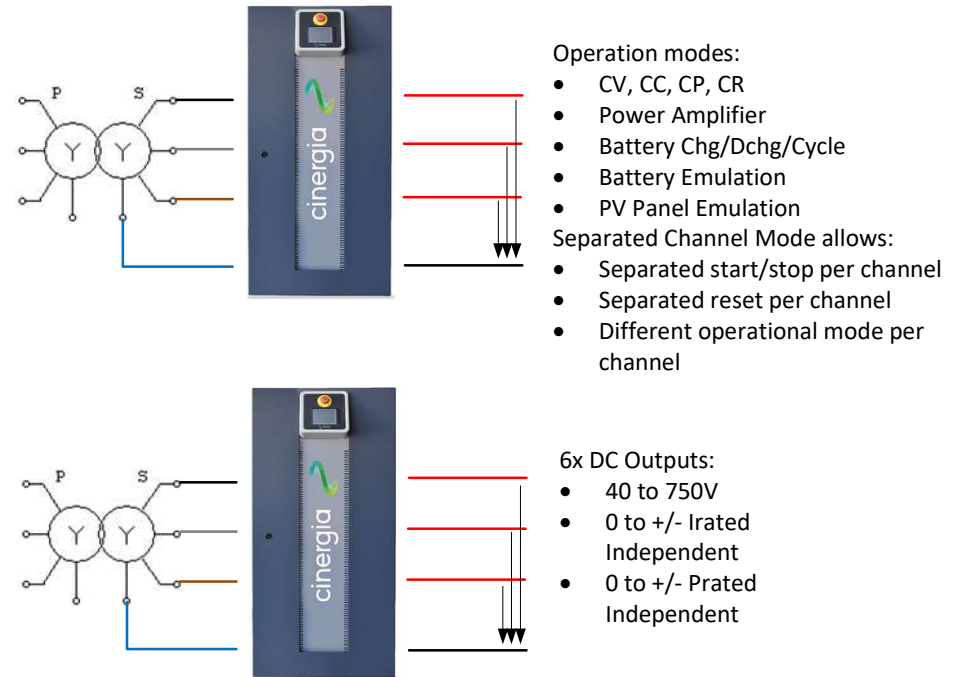 P S
Y Y
cinergia
Operation modes:
• CV, CC, CP, CR
• Power Amplifier
• Battery Chg/Dchg/Cycle
• Battery Emulation
• PV Panel Emulation
Separated Channel Mode allows:
• Separated start/stop per channel
• Separated reset per channel
• Different operational mode per
channel
P S
Y Y
cinergia
6x DC Outputs:
• 40 to 750V
• 0 to +/- Irated
Independent
• 0 to +/- Prated
Independent